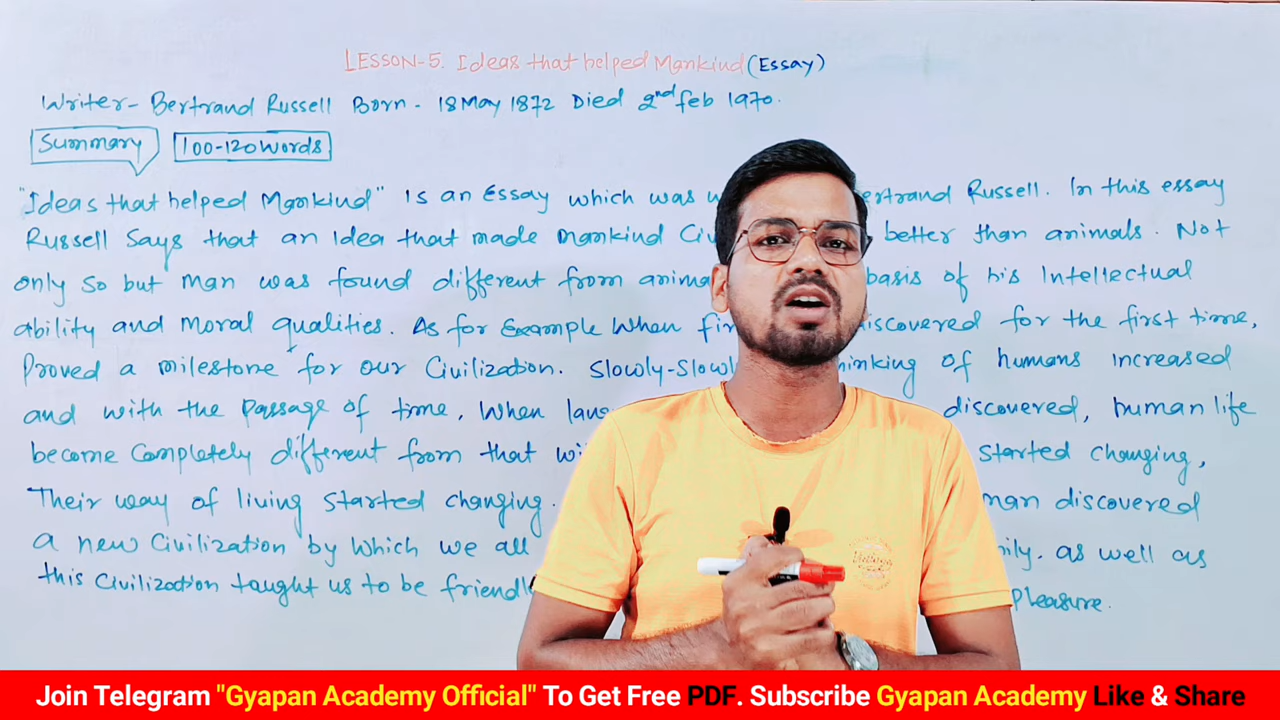 LESSON-5. Ideas that helped Mankind (Essay)
Writer- Bertrand Russell Born - 18 May 1872 Died 2nd feb 1970.
Summary 100-120 words
"Ideas that helped Mankind" Is an Essay which was Russell. In this essay
Russell Says that an Idea that made mankind better than animals. Not
only so but man was found different from basis of his Intellectual
ability and moral qualities. As for Example When for the first time,
Proved a milestone for our Civilization. Slowly-Slowly of humans increased
and with the passage of time, When discovered, human life
become Completely different from that started changing,
Their way of living started changing. man discovered
a new Civilization by which we all as well as
this Civilization taught us to be pleasure.
Join Telegram "Gyapan Academy Official" To Get Free PDF. Subscribe Gyapan Academy Like & Share